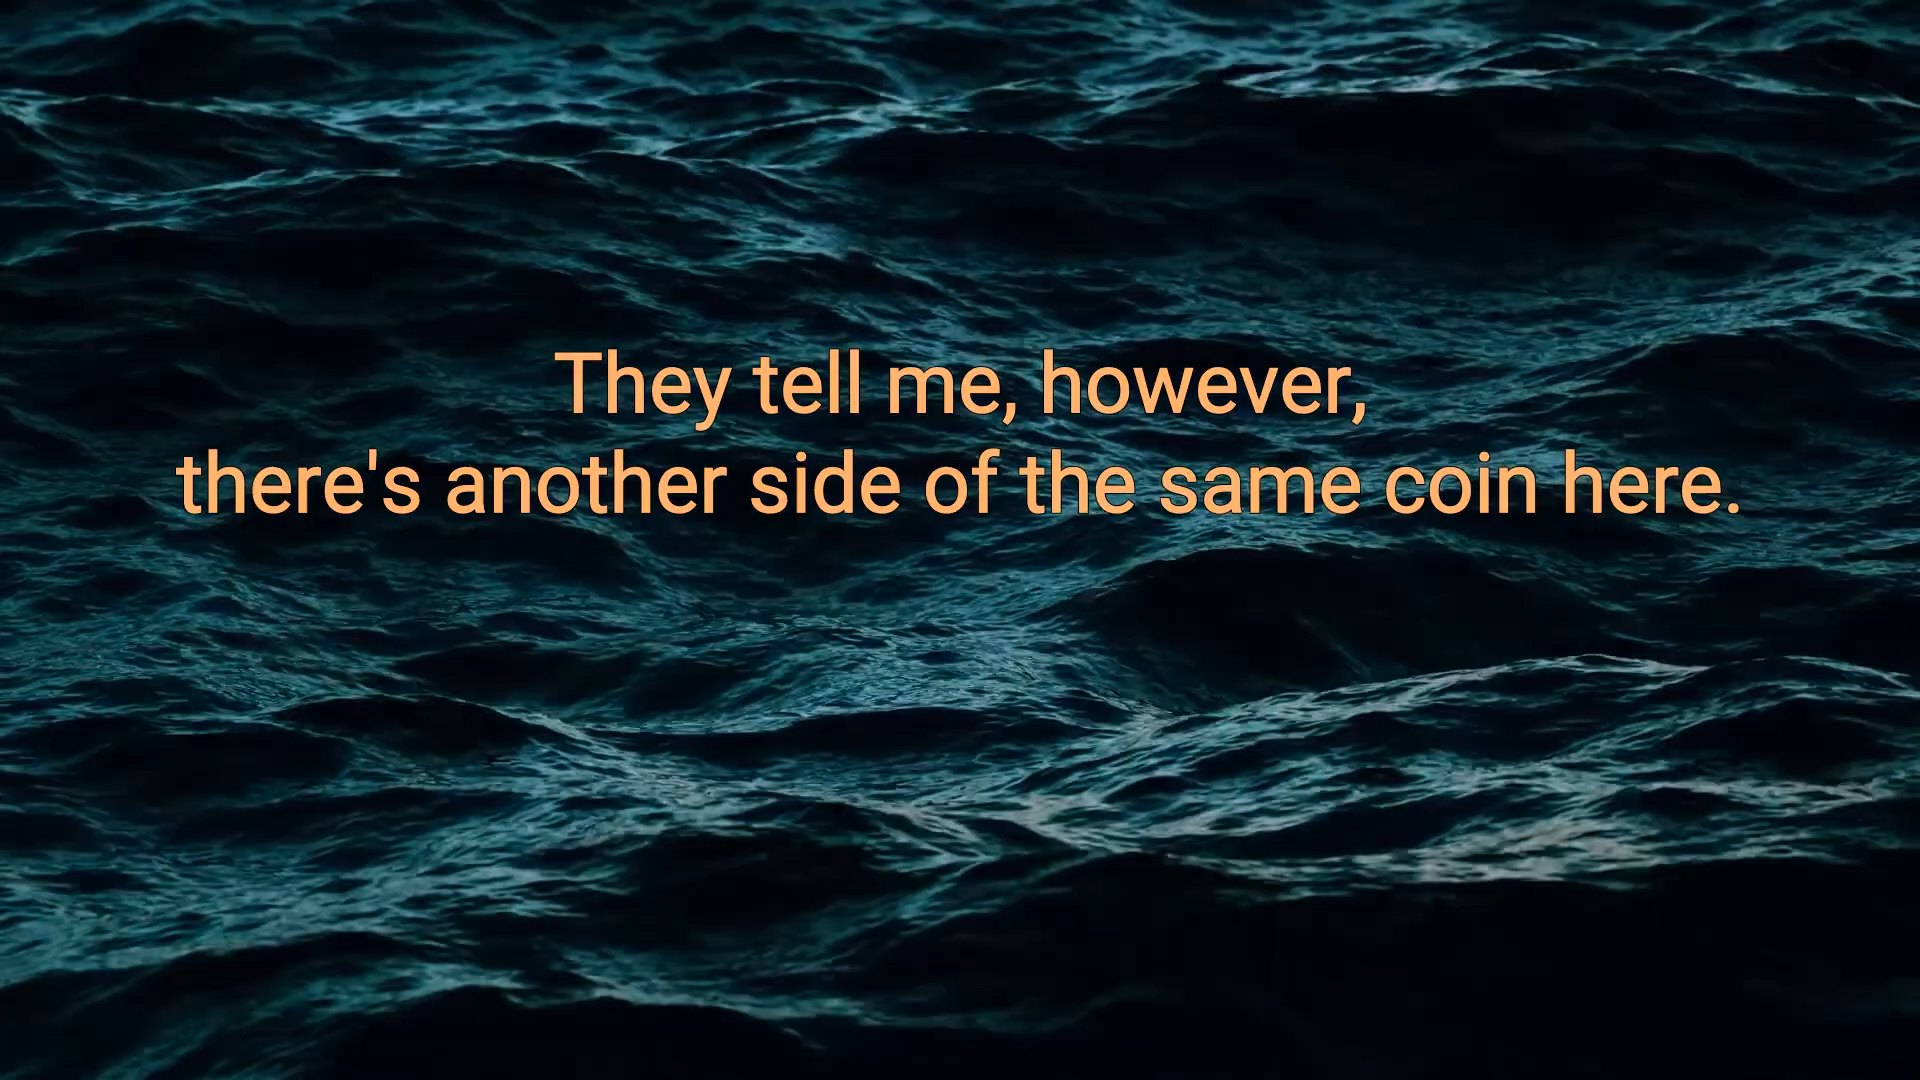 They tell me, however,
there's another side of the same coin here.